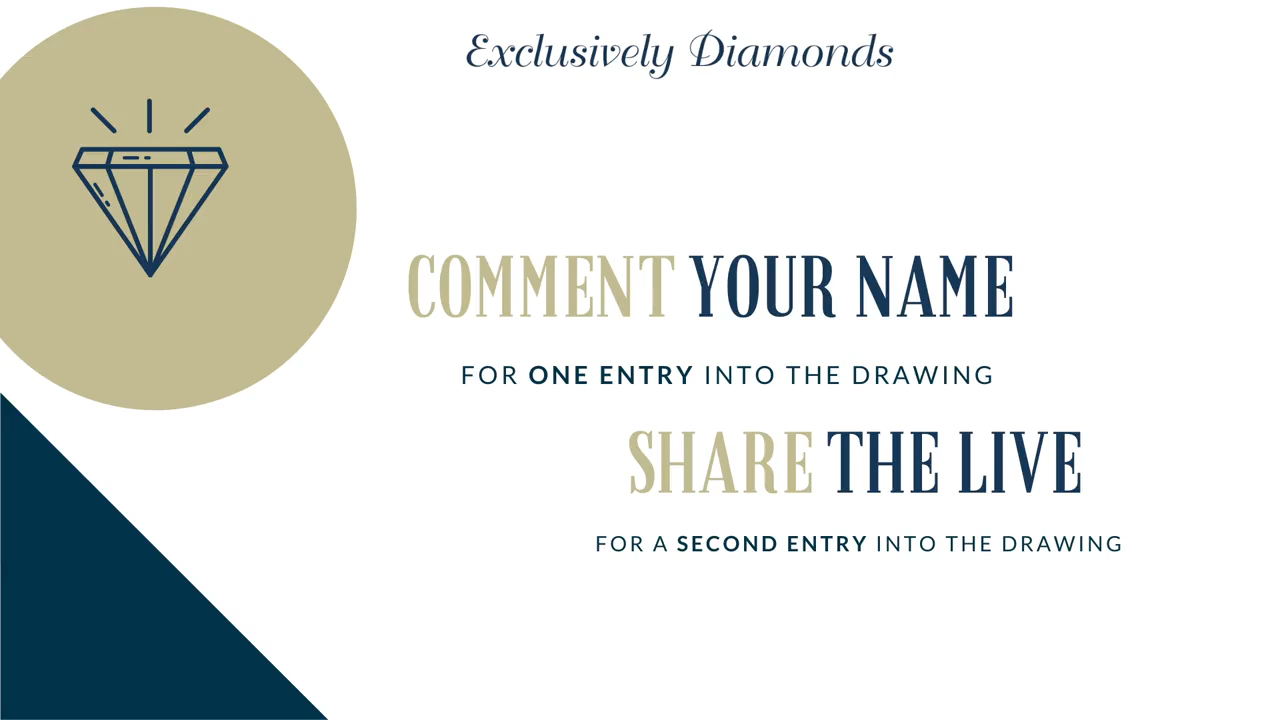 Exclusively Diamonds
COMMENT YOUR NAME
FOR ONE ENTRY INTO THE DRAWING
SHARE THE LIVE
FOR A SECOND ENTRY INTO THE DRAWING